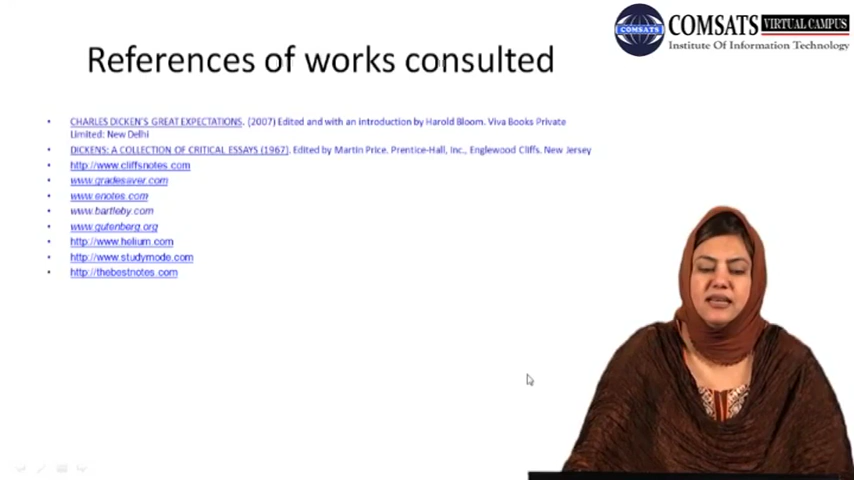 COMSATS VIRTUAL CAMPUS
COMSATS
Institute Of Information Technology
References of works consulted
• CHARLES DICKEN'S GREAT EXPECTATIONS. (2007) Edited and with an introduction by Harold Bloom. Viva Books Private
Limited: New Delhi
• DICKENS: A COLLECTION OF CRITICAL ESSAYS (1967). Edited by Martin Price. Prentice-Hall, Inc., Englewood Cliffs. New Jersey
• http://www.cliffsnotes.com
• www.gradesaver.com
• www.enotes.com
• www.bartleby.com
• www.gutenberg.org
• http://www.helium.com
• http://www.studymode.com
• http://thebestnotes.com